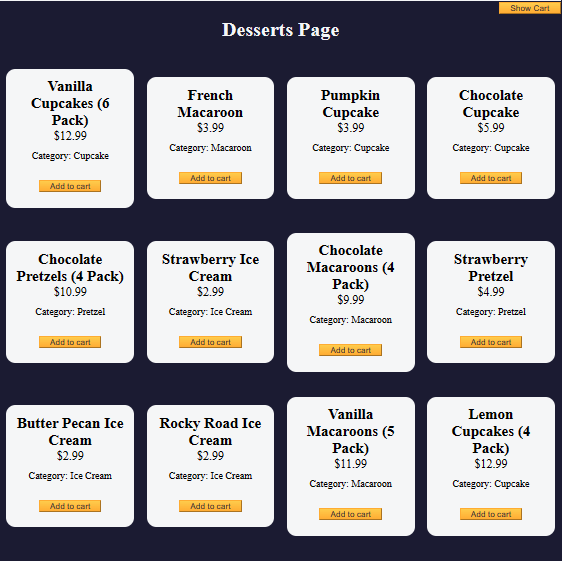 Show Cart
Desserts Page
Vanilla
Cupcakes (6
Pack)
$12.99
Category: Cupcake
Add to cart
French
Macaroon
$3.99
Category: Macaroon
Add to cart
Pumpkin
Cupcake
$3.99
Category: Cupcake
Add to cart
Chocolate
Cupcake
$5.99
Category: Cupcake
Add to cart
Chocolate
Pretzels (4 Pack)
$10.99
Category: Pretzel
Add to cart
Strawberry Ice
Cream
$2.99
Category: Ice Cream
Add to cart
Chocolate
Macaroons (4
Pack)
$9.99
Category: Macaroon
Add to cart
Strawberry
Pretzel
$4.99
Category: Pretzel
Add to cart
Butter Pecan Ice
Cream
$2.99
Category: Ice Cream
Add to cart
Rocky Road Ice
Cream
$2.99
Category: Ice Cream
Add to cart
Vanilla
Macaroons (5
Pack)
$11.99
Category: Macaroon
Add to cart
Lemon
Cupcakes (4
Pack)
$12.99
Category: Cupcake
Add to cart